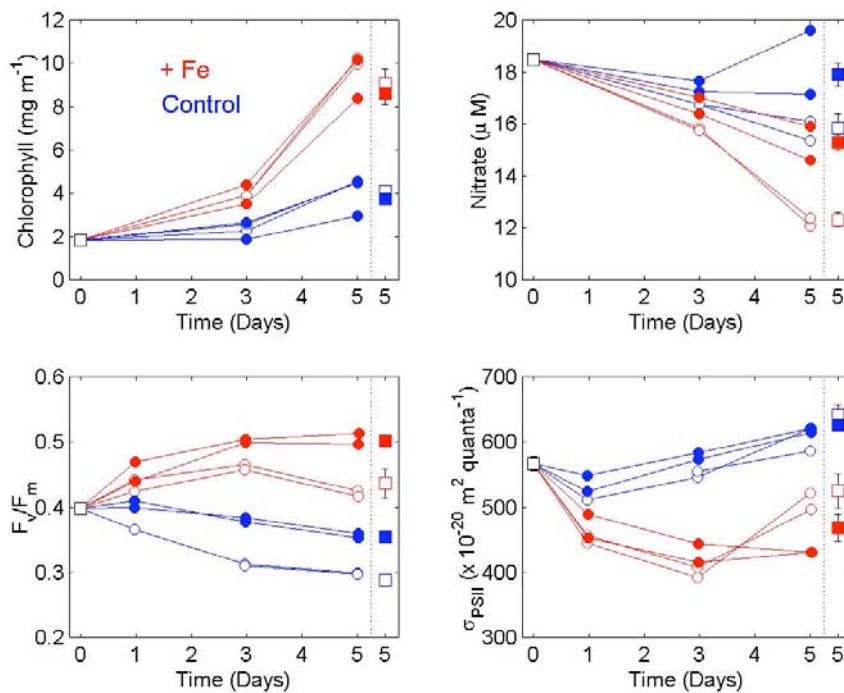 12
10
8
6
4
2
0
Chlorophyll (mg m⁻¹)
+ Fe
Control
0 1 2 3 4 5 5
Time (Days)
20
18
16
14
12
10
Nitrate (μ M)
0 1 2 3 4 5 5
Time (Days)
0.6
0.5
0.4
0.3
0.2
Fᵥ/Fₘ
0 1 2 3 4 5 5
Time (Days)
700
600
500
400
300
σPSII (x 10⁻²⁰ m² quanta⁻¹)
0 1 2 3 4 5 5
Time (Days)